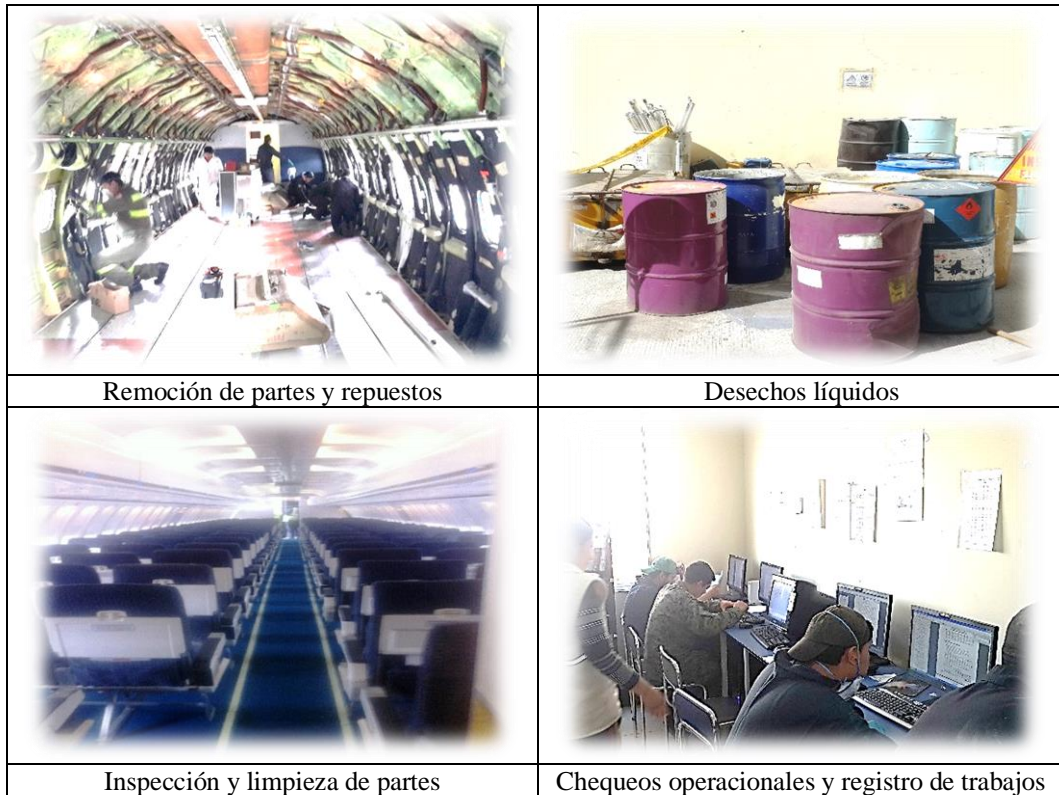 Remoción de partes y repuestos
Desechos líquidos
Inspección y limpieza de partes
Chequeos operacionales y registro de trabajos